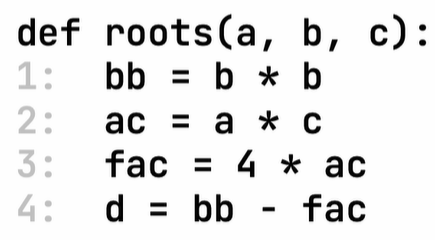 def roots(a, b, c):
1: bb = b * b
2: ac = a * c
3: fac = 4 * ac
4: d = bb - fac